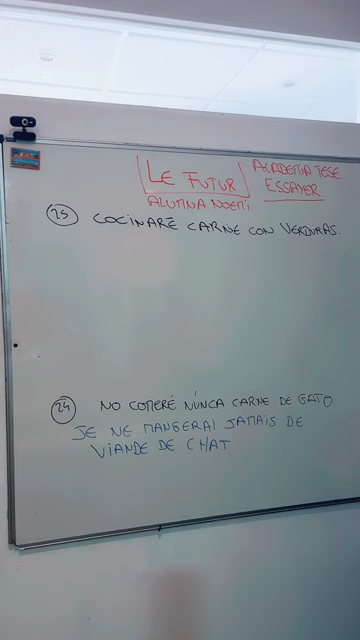 LE FUTUR
ACADEMIA TESE
ESSAYER
ALUMNA NOEMI
25 COCINARÉ CARNE CON VERDURAS.
24 NO COMERÉ NUNCA CARNE DE GATO
JE NE MANGERAI JAMAIS DE
VIANDE DE CHAT